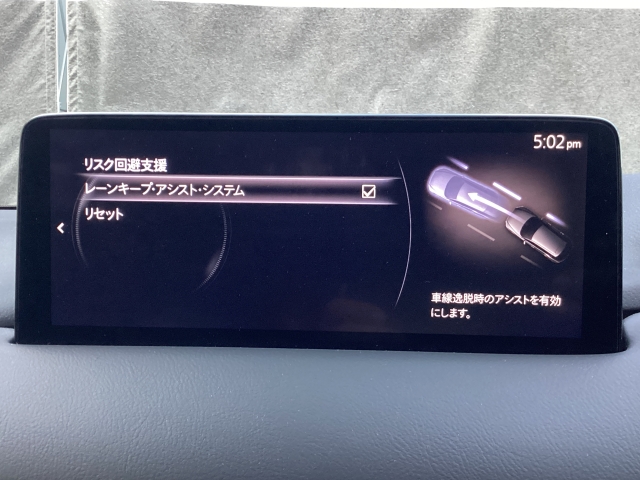 5:02 pm
リスク回避支援
レーンキープ・アシスト・システム
リセット
車線逸脱時のアシストを有効
にします。